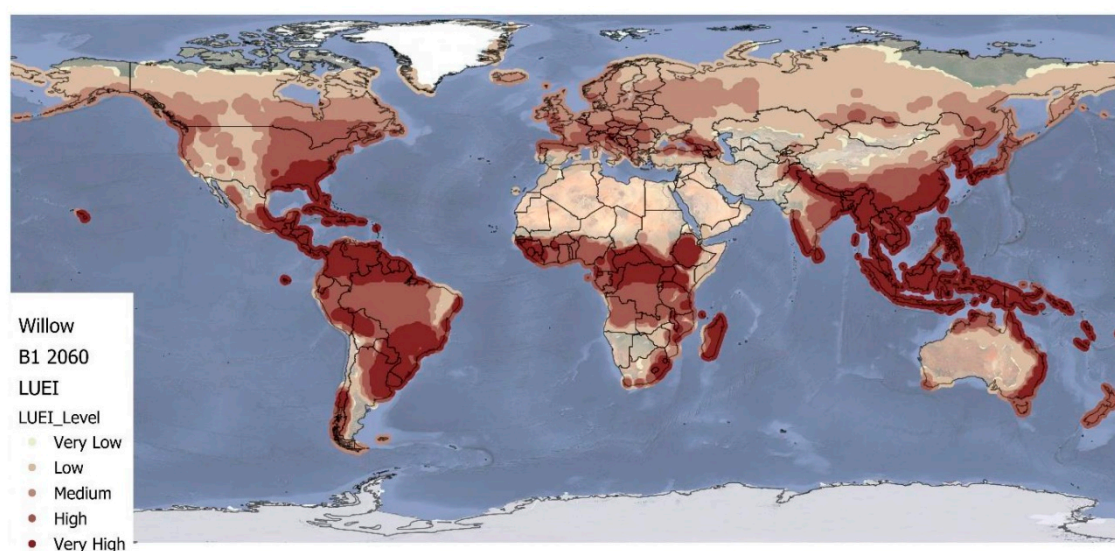 Willow
B1 2060
LUEI
LUEI_Level
Very Low
Low
Medium
High
Very High